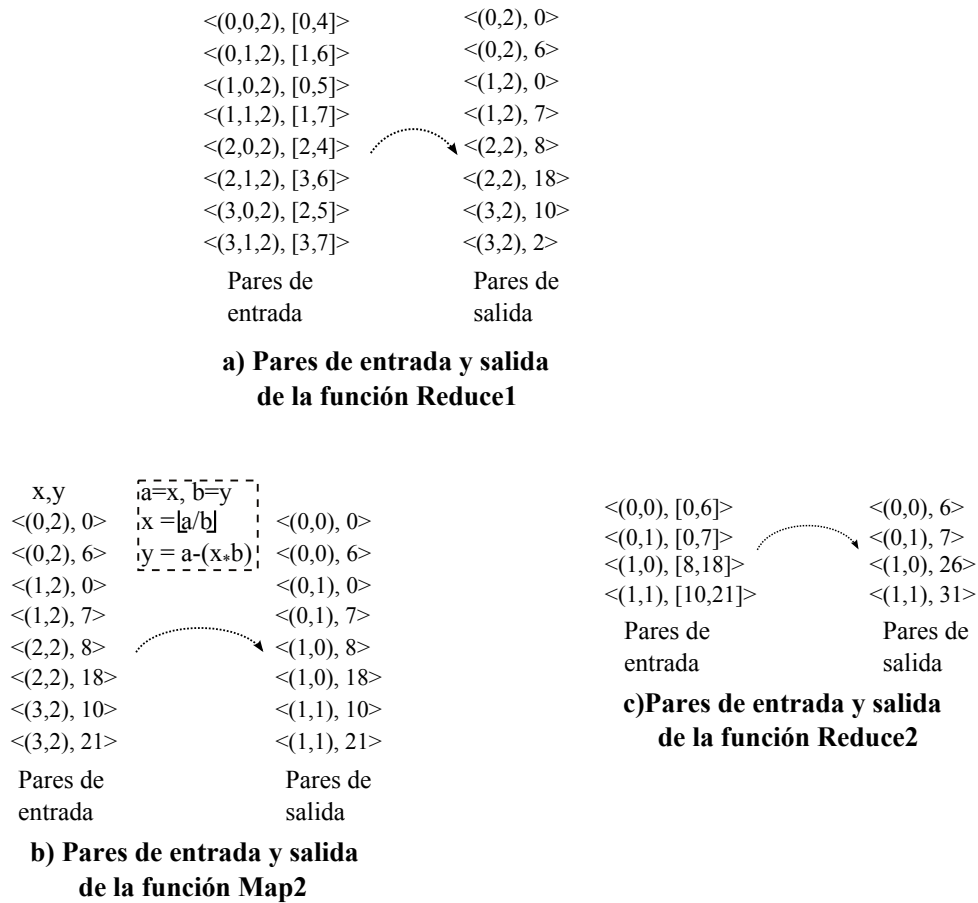 <(0,0,2), [0,4]> <(0,2), 0>
<(0,1,2), [1,6]> <(0,2), 6>
<(1,0,2), [0,5]> <(1,2), 0>
<(1,1,2), [1,7]> <(1,2), 7>
<(2,0,2), [2,4]> <(2,2), 8>
<(2,1,2), [3,6]> <(2,2), 18>
<(3,0,2), [2,5]> <(3,2), 10>
<(3,1,2), [3,7]> <(3,2), 2>
Pares de Pares de
entrada salida
a) Pares de entrada y salida
de la función Reduce1
x,y
a=x, b=y
x =⌊a/b⌋
y = a-(x*b)
<(0,2), 0> <(0,0), 0>
<(0,2), 6> <(0,0), 6>
<(1,2), 0> <(0,1), 0>
<(1,2), 7> <(0,1), 7>
<(2,2), 8> <(1,0), 8>
<(2,2), 18> <(1,0), 18>
<(3,2), 10> <(1,1), 10>
<(3,2), 21> <(1,1), 21>
Pares de Pares de
entrada salida
b) Pares de entrada y salida
de la función Map2
<(0,0), [0,6]> <(0,0), 6>
<(0,1), [0,7]> <(0,1), 7>
<(1,0), [8,18]> <(1,0), 26>
<(1,1), [10,21]> <(1,1), 31>
Pares de Pares de
entrada salida
c)Pares de entrada y salida
de la función Reduce2